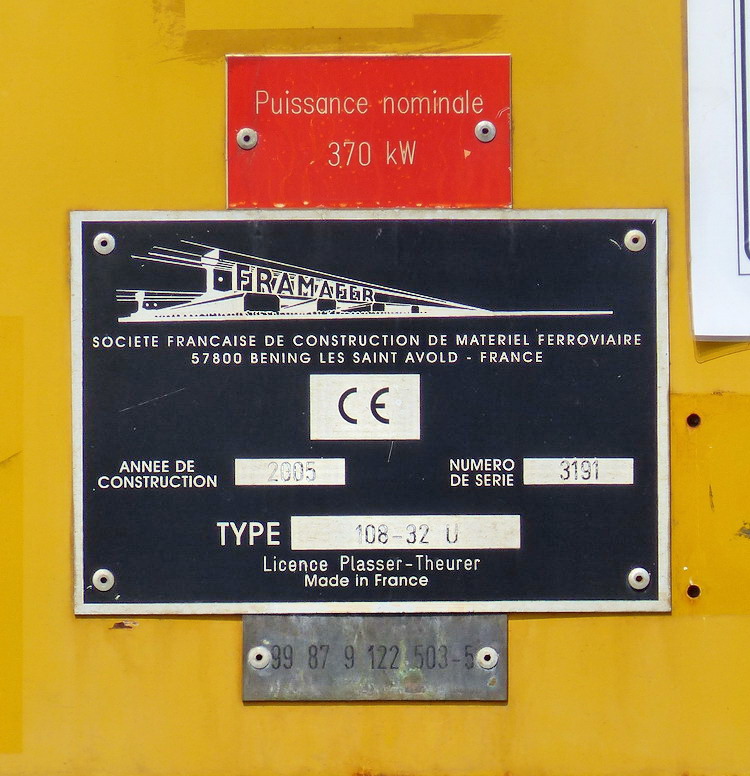 Puissance nominale
370 kW
FRAMAFER
SOCIETE FRANCAISE DE CONSTRUCTION DE MATERIEL FERROVIAIRE
57800 BENING LES SAINT AVOLD - FRANCE
CE
ANNEE DE
CONSTRUCTION
2005
NUMERO
DE SERIE
3191
TYPE 108-32 U
Licence Plasser-Theurer
Made in France
99 87 9 122 503-5